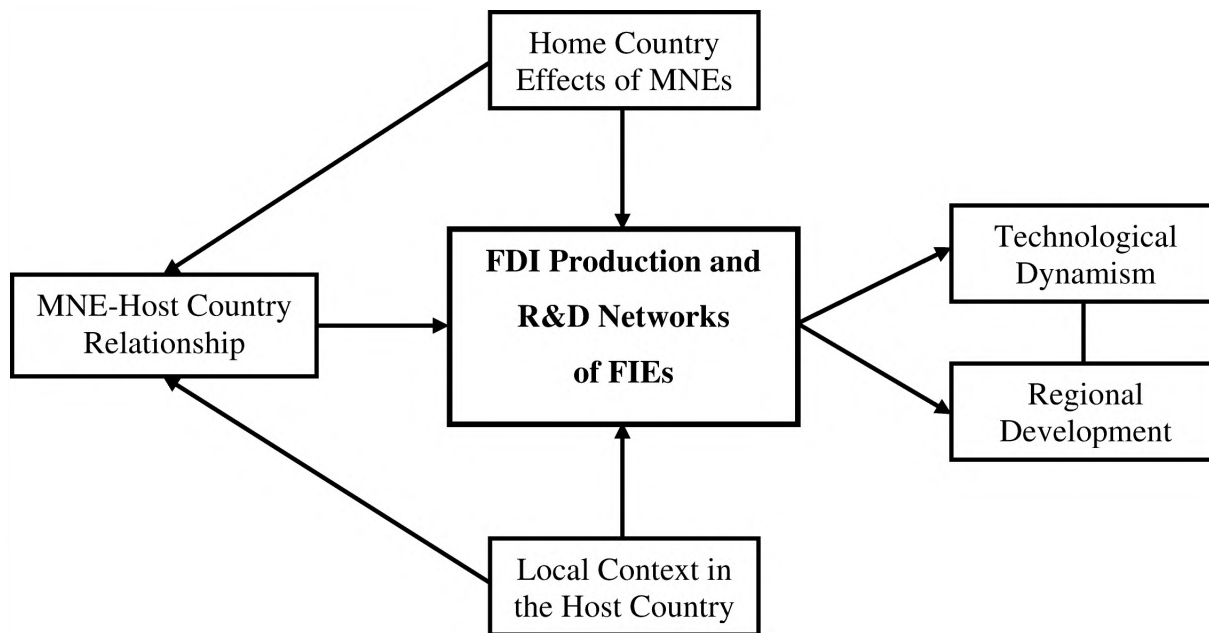 Home Country
Effects of MNEs
MNE-Host Country
Relationship
FDI Production and
R&D Networks
of FIEs
Technological
Dynamism
Regional
Development
Local Context in
the Host Country